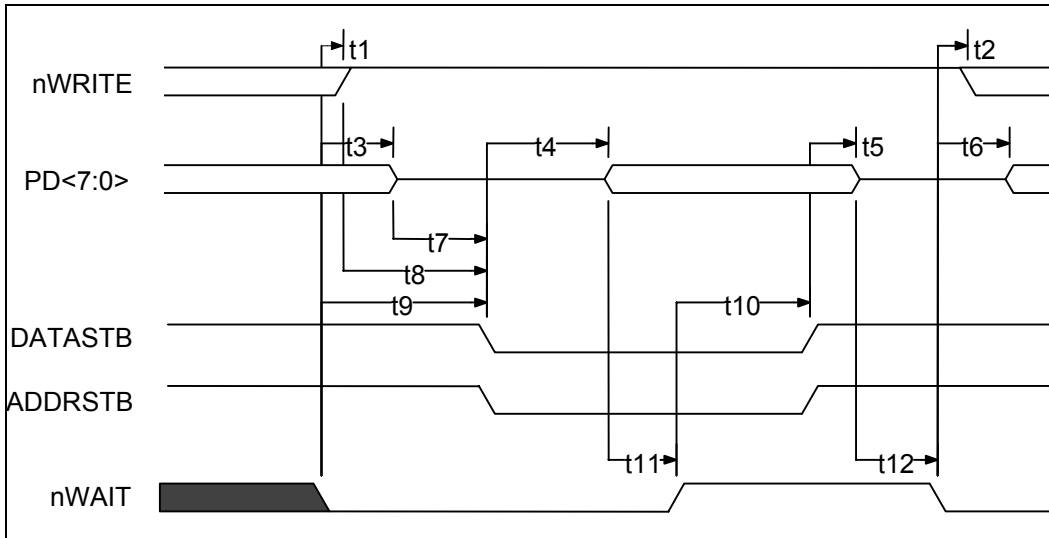 t1
t2
nWRITE
t3
t4
t5
t6
PD<7:0>
t7
t8
t9
t10
DATASTB
ADDRSTB
t11
t12
nWAIT